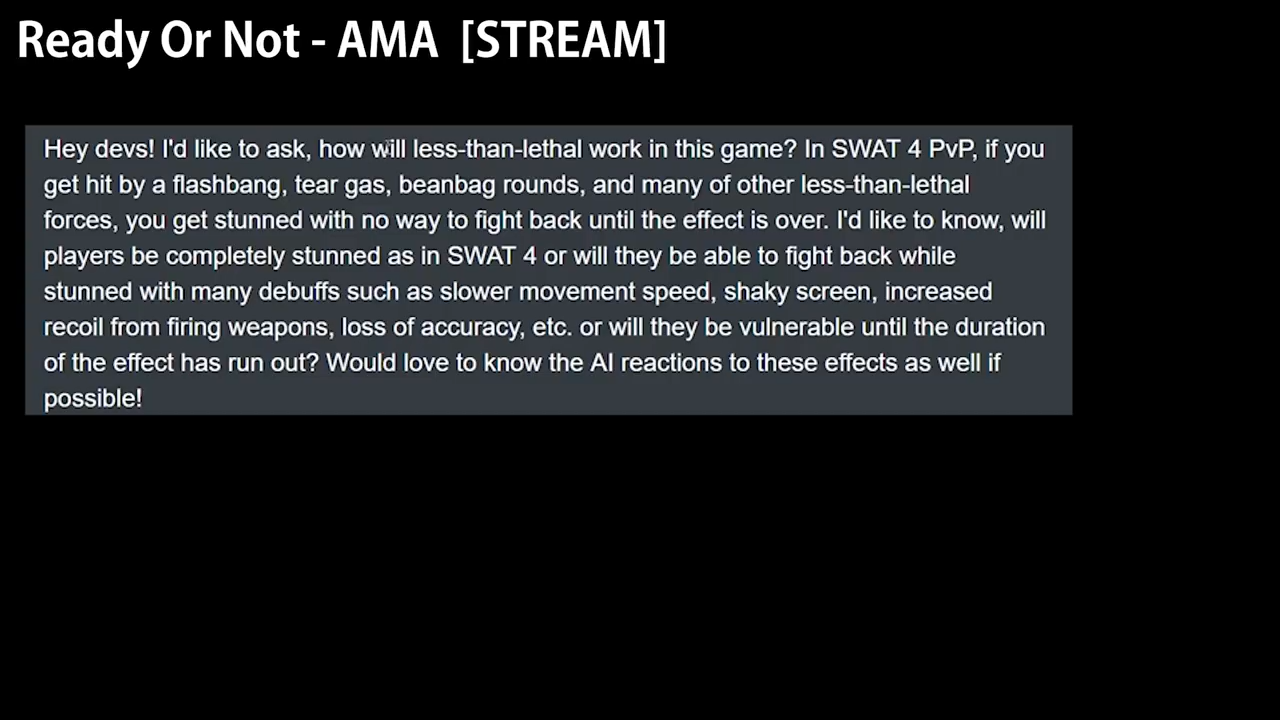 Ready Or Not - AMA [STREAM]
Hey devs! I'd like to ask, how will less-than-lethal work in this game? In SWAT 4 PvP, if you
get hit by a flashbang, tear gas, beanbag rounds, and many of other less-than-lethal
forces, you get stunned with no way to fight back until the effect is over. I'd like to know, will
players be completely stunned as in SWAT 4 or will they be able to fight back while
stunned with many debuffs such as slower movement speed, shaky screen, increased
recoil from firing weapons, loss of accuracy, etc. or will they be vulnerable until the duration
of the effect has run out? Would love to know the AI reactions to these effects as well if
possible!